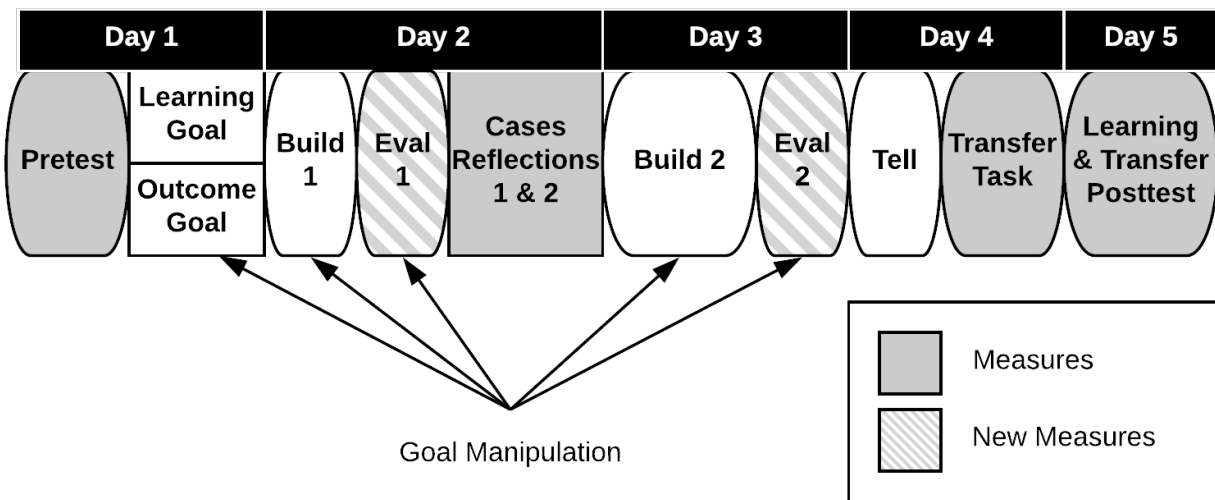 Day 1
Day 2
Day 3
Day 4
Day 5
Pretest
Learning
Goal
Outcome
Goal
Build
1
Eval
1
Cases
Reflections
1 & 2
Build 2
Eval
2
Tell
Transfer
Task
Learning
& Transfer
Posttest
Goal Manipulation
Measures
New Measures